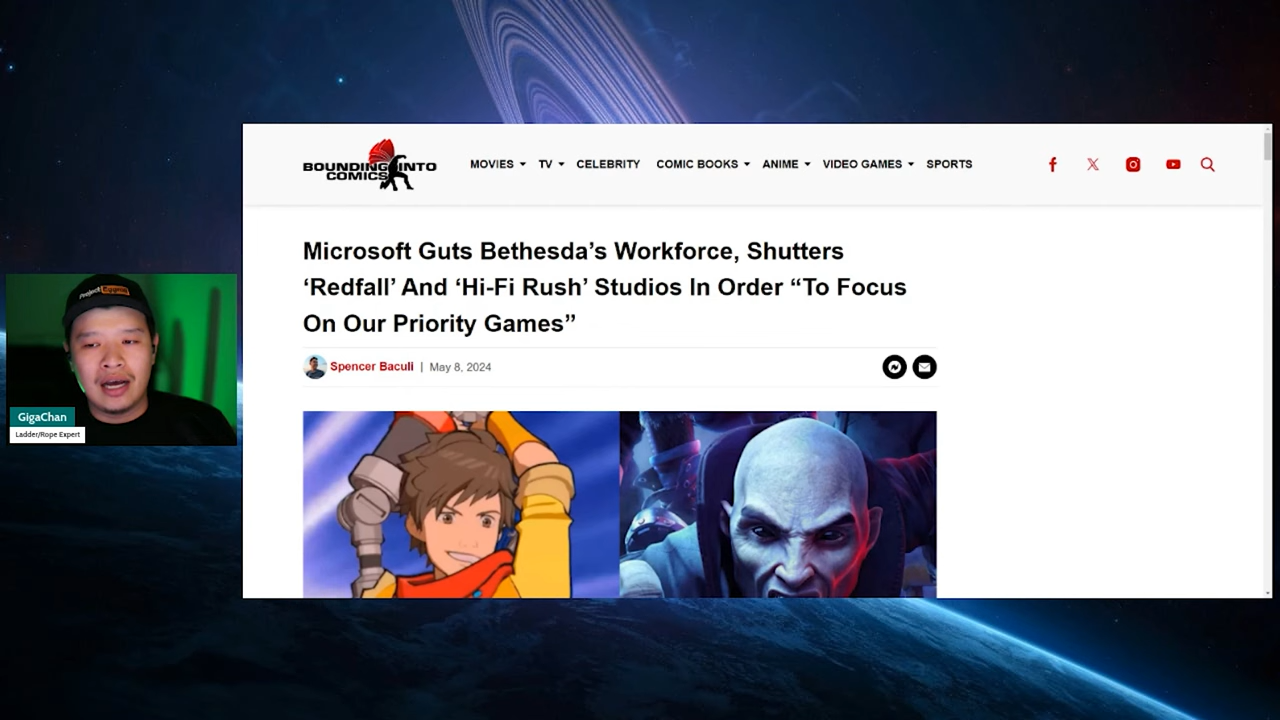 BOUNDING INTO
COMICS
MOVIES TV CELEBRITY COMIC BOOKS ANIME VIDEO GAMES SPORTS
Microsoft Guts Bethesda’s Workforce, Shutters
‘Redfall’ And ‘Hi-Fi Rush’ Studios In Order “To Focus
On Our Priority Games”
Spencer Baculi | May 8, 2024
Project Eggma
GigaChan
Ladder/Rope Expert